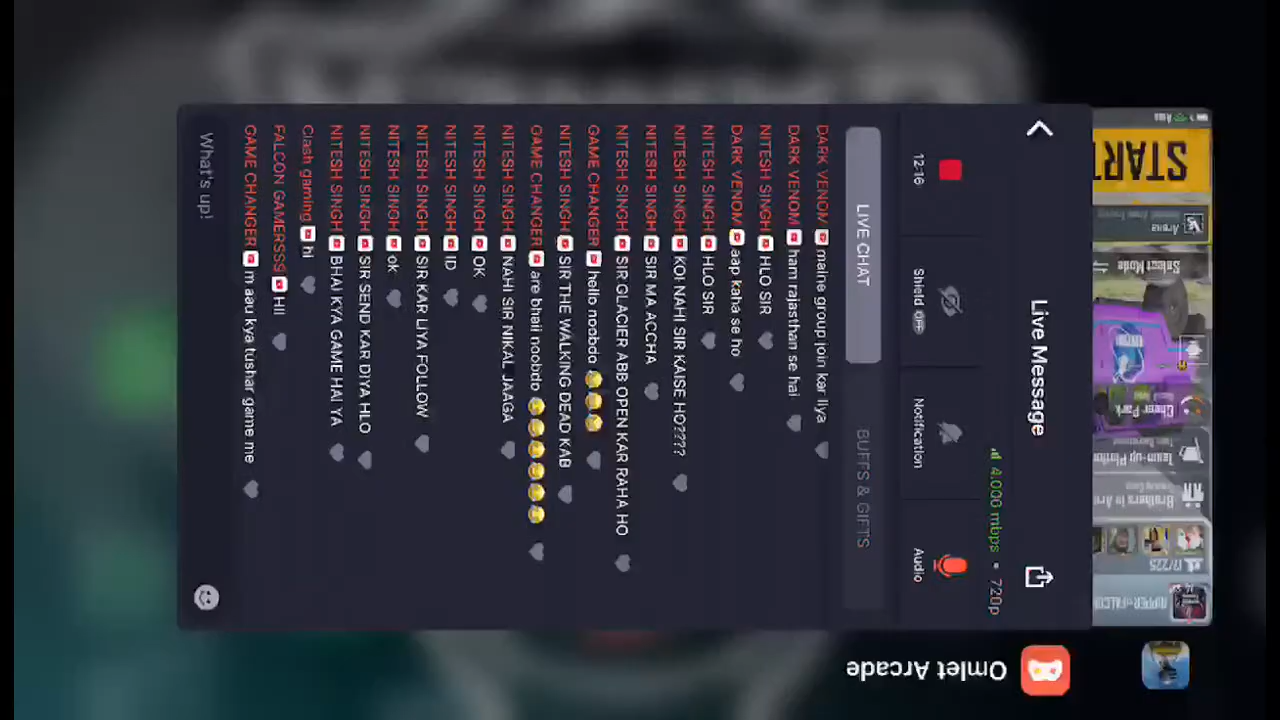 Live Message
4.000 mbps • 720p
12:16
Shield OFF
Notification
Audio
LIVE CHAT
BUFFS & GIFTS
DARK VENOM maine group join kar liya
DARK VENOM ham rajasthan se hai
NITESH SINGH HLO SIR
DARK VENOM aap kaha se ho
NITESH SINGH HLO SIR
NITESH SINGH KOI NAHI SIR KAISE HO????
NITESH SINGH SIR MA ACCHA
NITESH SINGH SIR GLACIER ABB OPEN KAR RAHA HO
GAME CHANGER hello noobdo 😂😂😂
NITESH SINGH SIR THE WALKING DEAD KAB
GAME CHANGER are bhaii noobdo 😂😂😂😂😂😂
NITESH SINGH NAHI SIR NIKAL JAAGA
NITESH SINGH OK
NITESH SINGH ID
NITESH SINGH SIR KAR LIYA FOLLOW
NITESH SINGH ok
NITESH SINGH SIR SEND KAR DIYA HLO
NITESH SINGH BHAI KYA GAME HAI YA
Cash gaming hi
FALCON GAMERSSS HII
GAME CHANGER m aau kya tushar game me
What's up!
Omlet Arcade
START
Arena
Select Mode
Cheer Park
Team-up Platform
Brothers in Arms